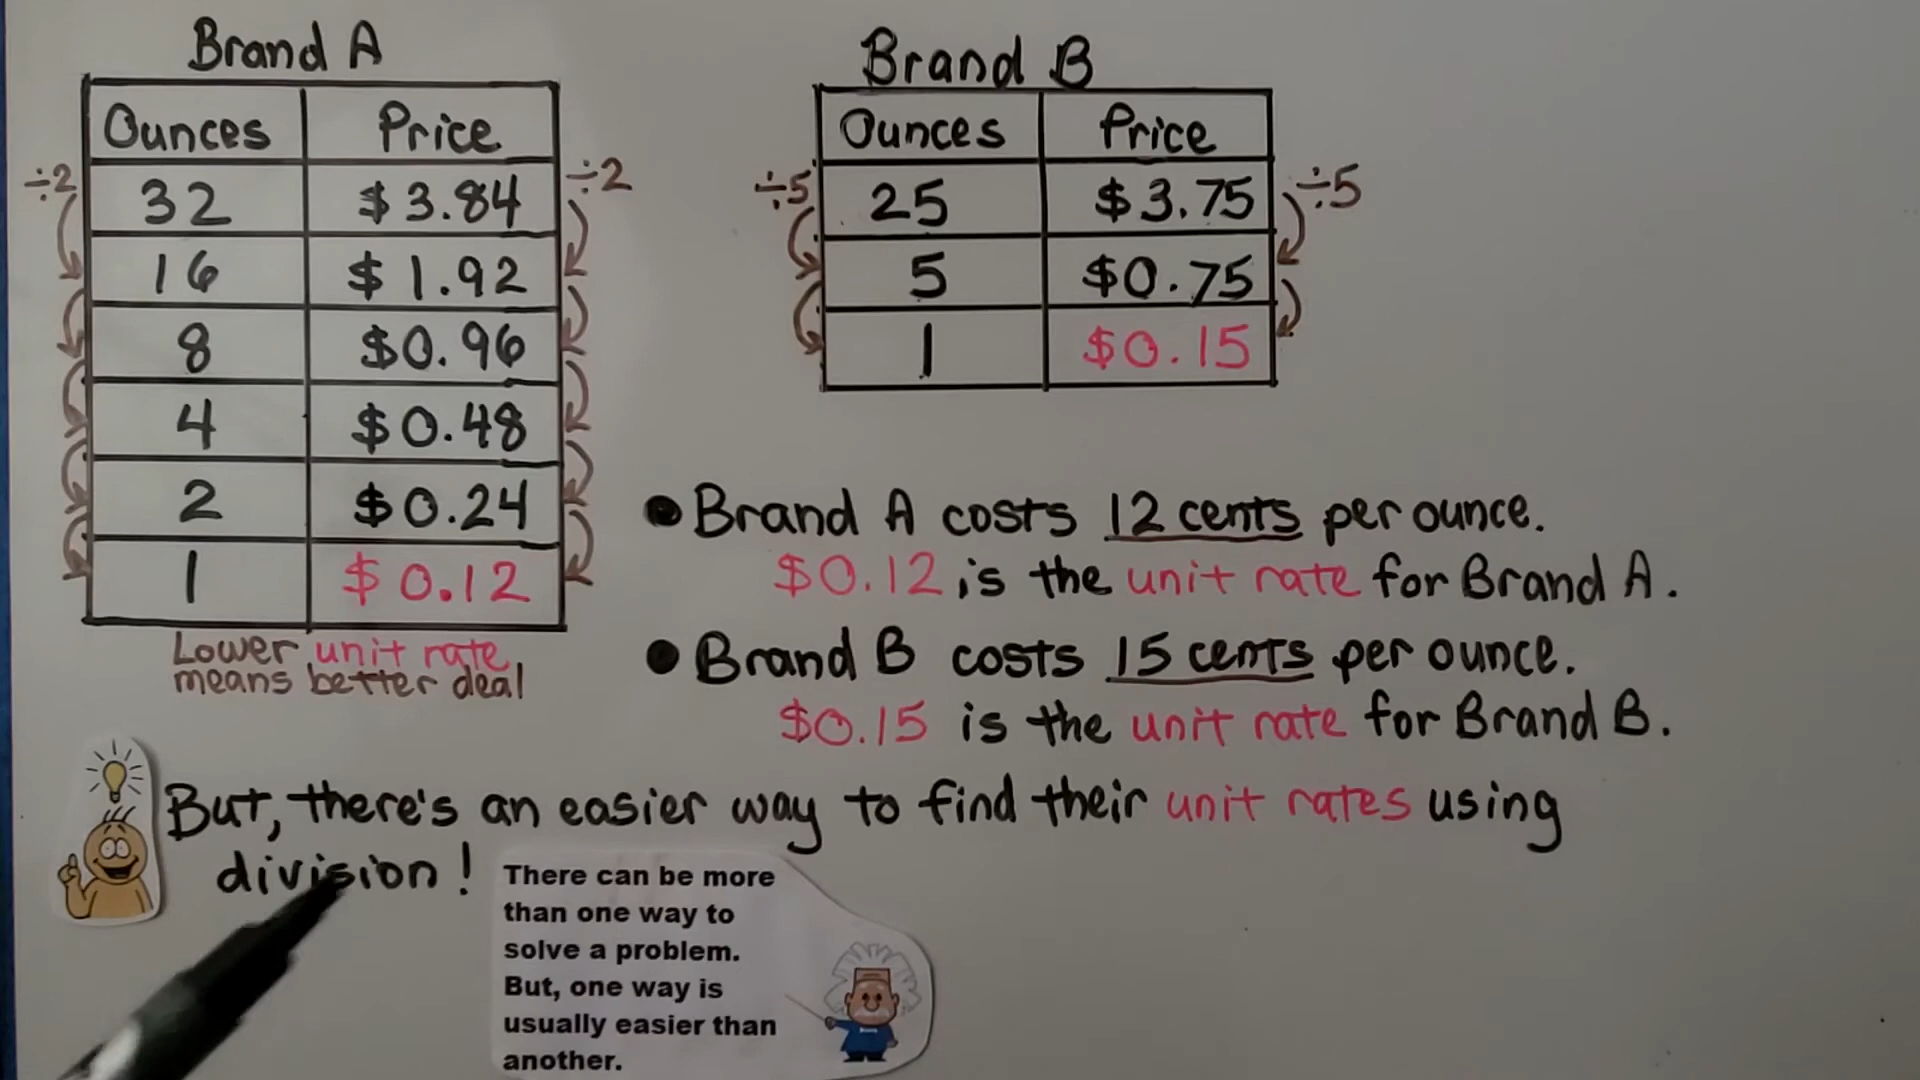 Brand A
Ounces Price
÷2 32 $3.84 ÷2
16 $1.92
8 $0.96
4 $0.48
2 $0.24
1 $0.12
Lower unit rate
means better deal
Brand B
Ounces Price
÷5 25 $3.75 ÷5
5 $0.75
1 $0.15
• Brand A costs 12 cents per ounce.
$0.12 is the unit rate for Brand A.
• Brand B costs 15 cents per ounce.
$0.15 is the unit rate for Brand B.
But, there's an easier way to find their unit rates using
division!
There can be more
than one way to
solve a problem.
But, one way is
usually easier than
another.